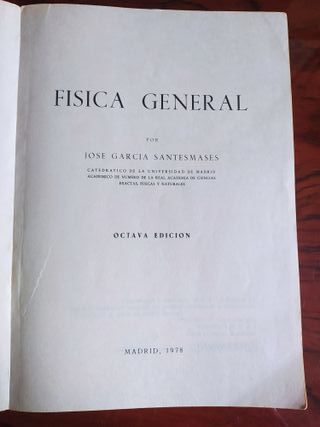 FISICA GENERAL
POR
JOSE GARCIA SANTESMASES
CATEDRATICO DE LA UNIVERSIDAD DE MADRID
ACADEMICO DE NUMERO DE LA REAL ACADEMIA DE CIENCIAS
EXACTAS, FISICAS Y NATURALES
OCTAVA EDICION
MADRID, 1978